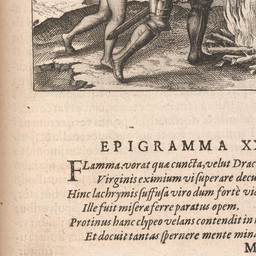 EPIGRAMMA XX
FLamma vorat quæ cuncta, velut Drac
Virginis eximium vi superare decu
Hinc lachrymis suffusa viro dum fortè vi
Ille fuit miseræ ferre paratus opem.
Protinus hanc clypeo velans contendit in
Et docuit tantas spernere mente min
M